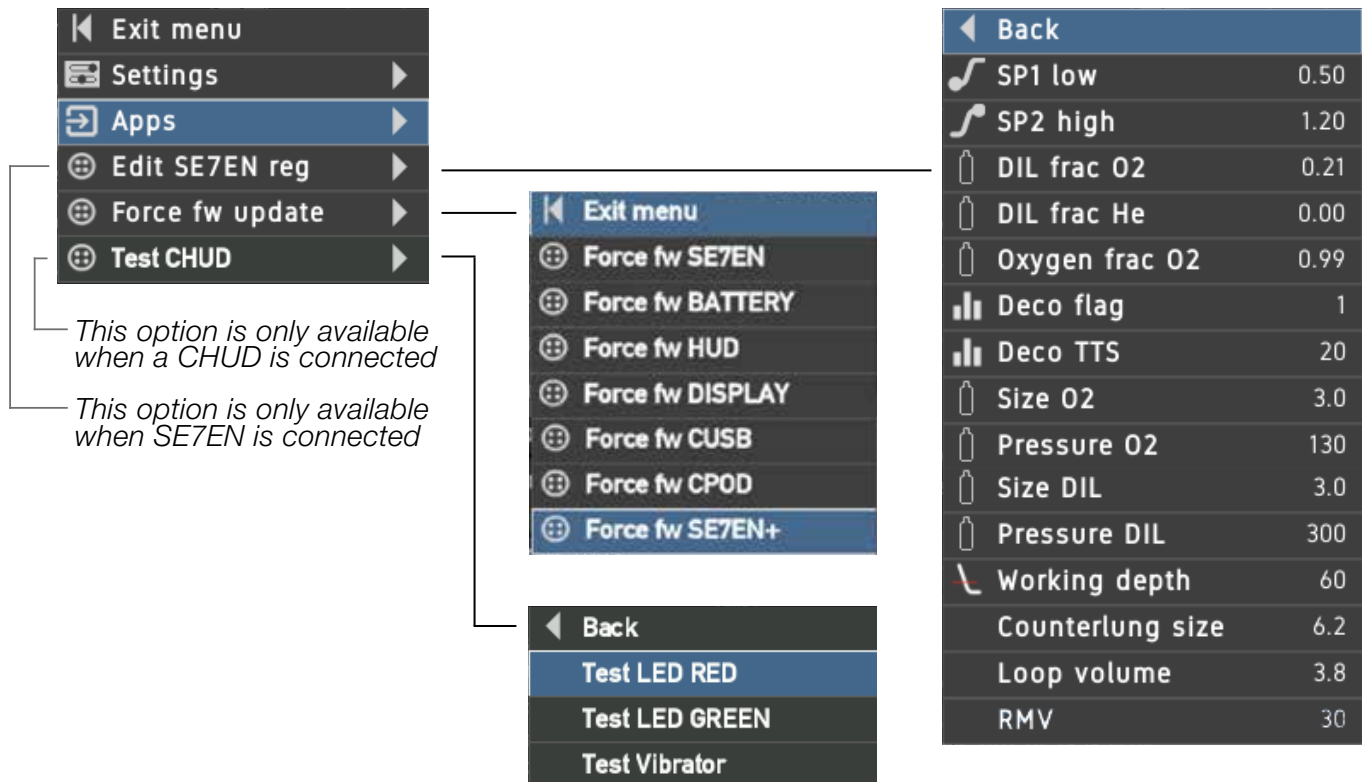 Exit menu
Settings
Apps
Edit SE7EN reg
Force fw update
Test CHUD
This option is only available
when a CHUD is connected
This option is only available
when SE7EN is connected
Exit menu
Force fw SE7EN
Force fw BATTERY
Force fw HUD
Force fw DISPLAY
Force fw CUSB
Force fw CPOD
Force fw SE7EN+
Back
Test LED RED
Test LED GREEN
Test Vibrator
Back
SP1 low 0.50
SP2 high 1.20
DIL frac O2 0.21
DIL frac He 0.00
Oxygen frac O2 0.99
Deco flag 1
Deco TTS 20
Size O2 3.0
Pressure O2 130
Size DIL 3.0
Pressure DIL 300
Working depth 60
Counterlung size 6.2
Loop volume 3.8
RMV 30